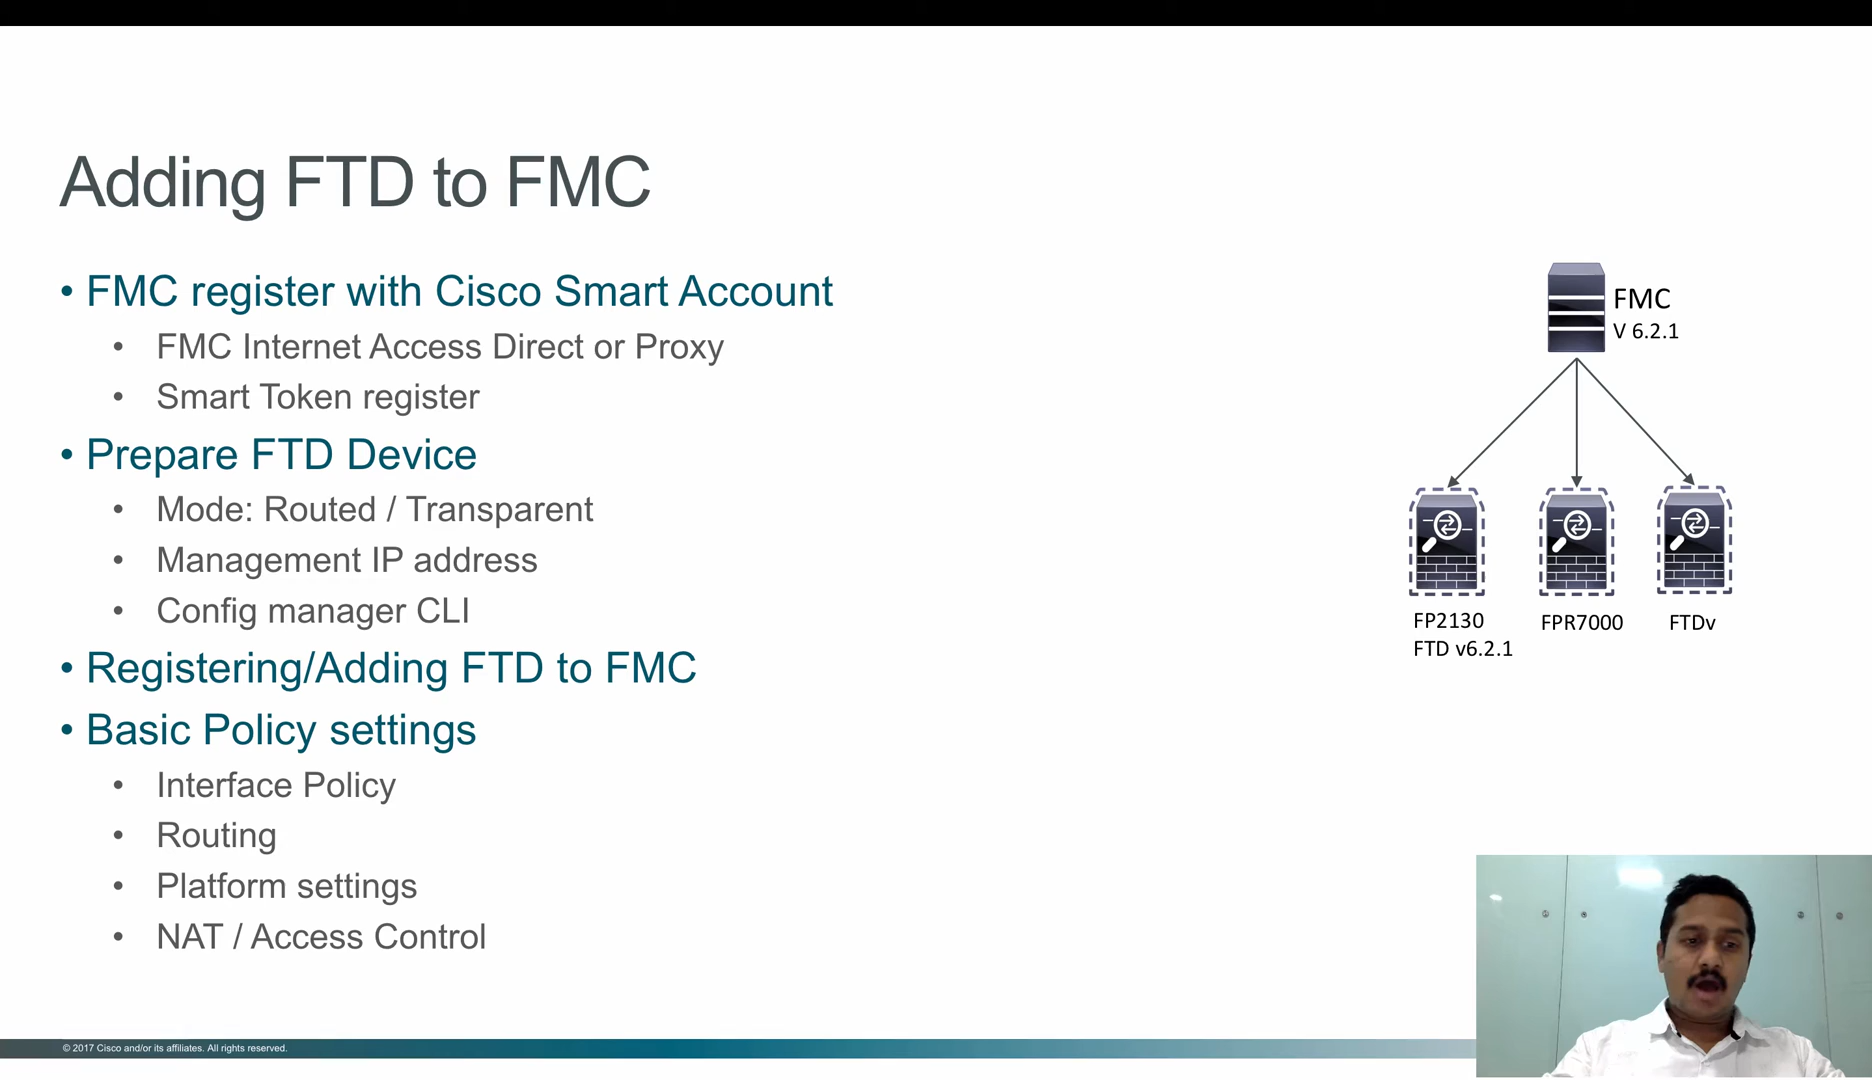 Adding FTD to FMC
• FMC register with Cisco Smart Account
• FMC Internet Access Direct or Proxy
• Smart Token register
• Prepare FTD Device
• Mode: Routed / Transparent
• Management IP address
• Config manager CLI
• Registering/Adding FTD to FMC
• Basic Policy settings
• Interface Policy
• Routing
• Platform settings
• NAT / Access Control
FMC
V 6.2.1
FP2130
FTD v6.2.1
FPR7000
FTDv
© 2017 Cisco and/or its affiliates. All rights reserved.